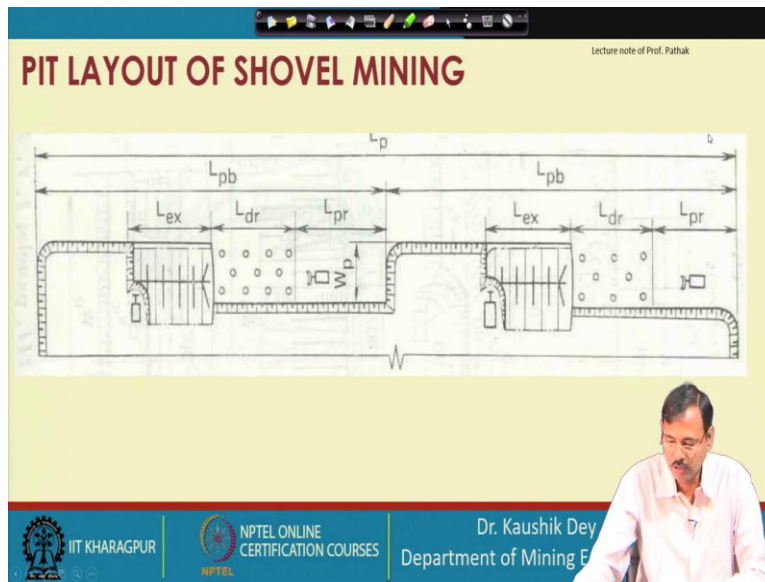 Lecture note of Prof. Pathak
PIT LAYOUT OF SHOVEL MINING
Lp
Lpb Lpb
Lex Ldr Lpr Lex Ldr Lpr
Wp
IIT KHARAGPUR
NPTEL
NPTEL ONLINE
CERTIFICATION COURSES
Dr. Kaushik Dey
Department of Mining E